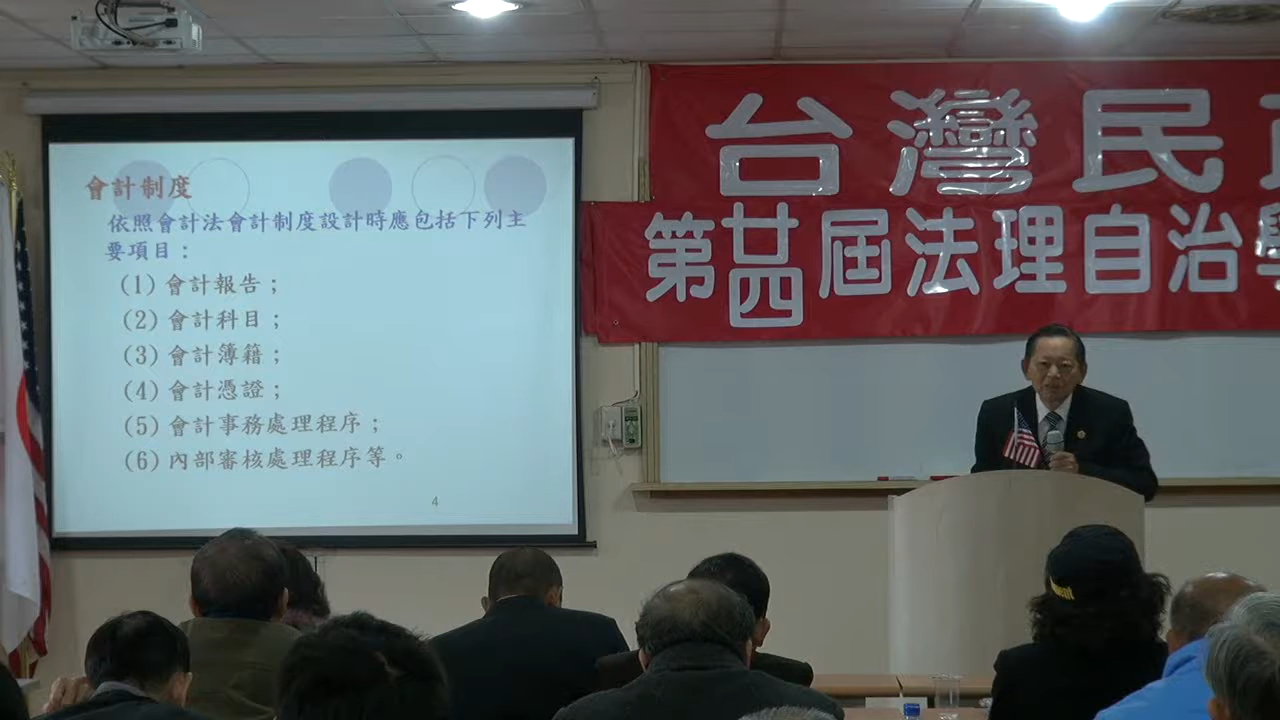 會計制度
依照會計法會計制度設計時應包括下列主
要項目：
(1) 會計報告；
(2) 會計科目；
(3) 會計簿籍；
(4) 會計憑證；
(5) 會計事務處理程序；
(6) 內部審核處理程序等。
4
台灣民
第廿四屆法理自治學